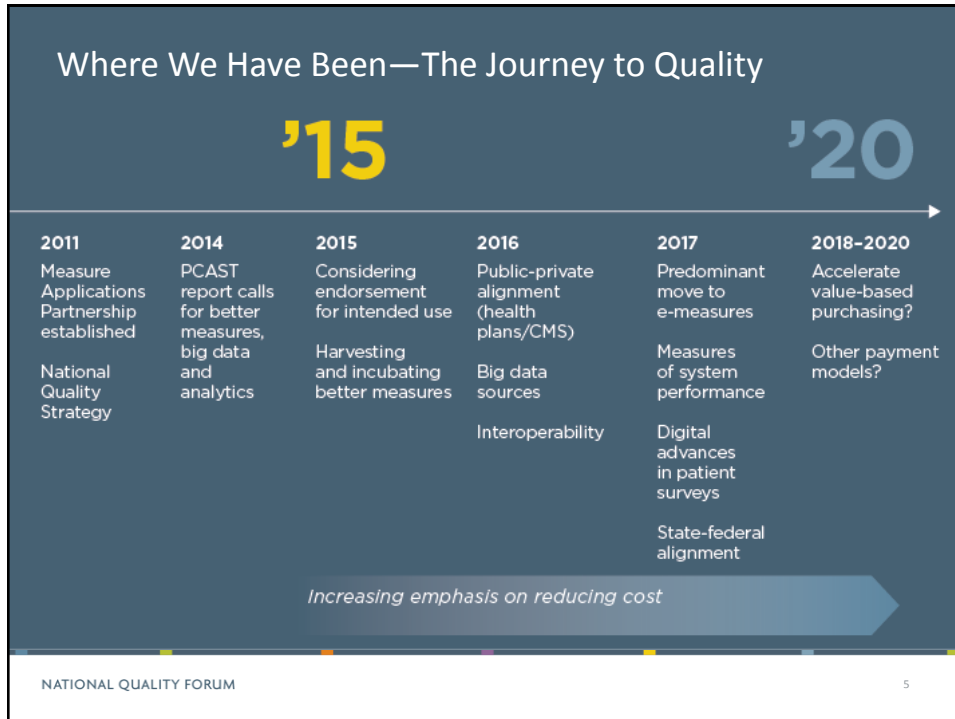 Where We Have Been—The Journey to Quality
’15
’20
2011
Measure
Applications
Partnership
established
National
Quality
Strategy
2014
PCAST
report calls
for better
measures,
big data
and
analytics
2015
Considering
endorsement
for intended use
Harvesting
and incubating
better measures
2016
Public-private
alignment
(health
plans/CMS)
Big data
sources
Interoperability
2017
Predominant
move to
e-measures
Measures
of system
performance
Digital
advances
in patient
surveys
State-federal
alignment
2018–2020
Accelerate
value-based
purchasing?
Other payment
models?
Increasing emphasis on reducing cost
NATIONAL QUALITY FORUM
5